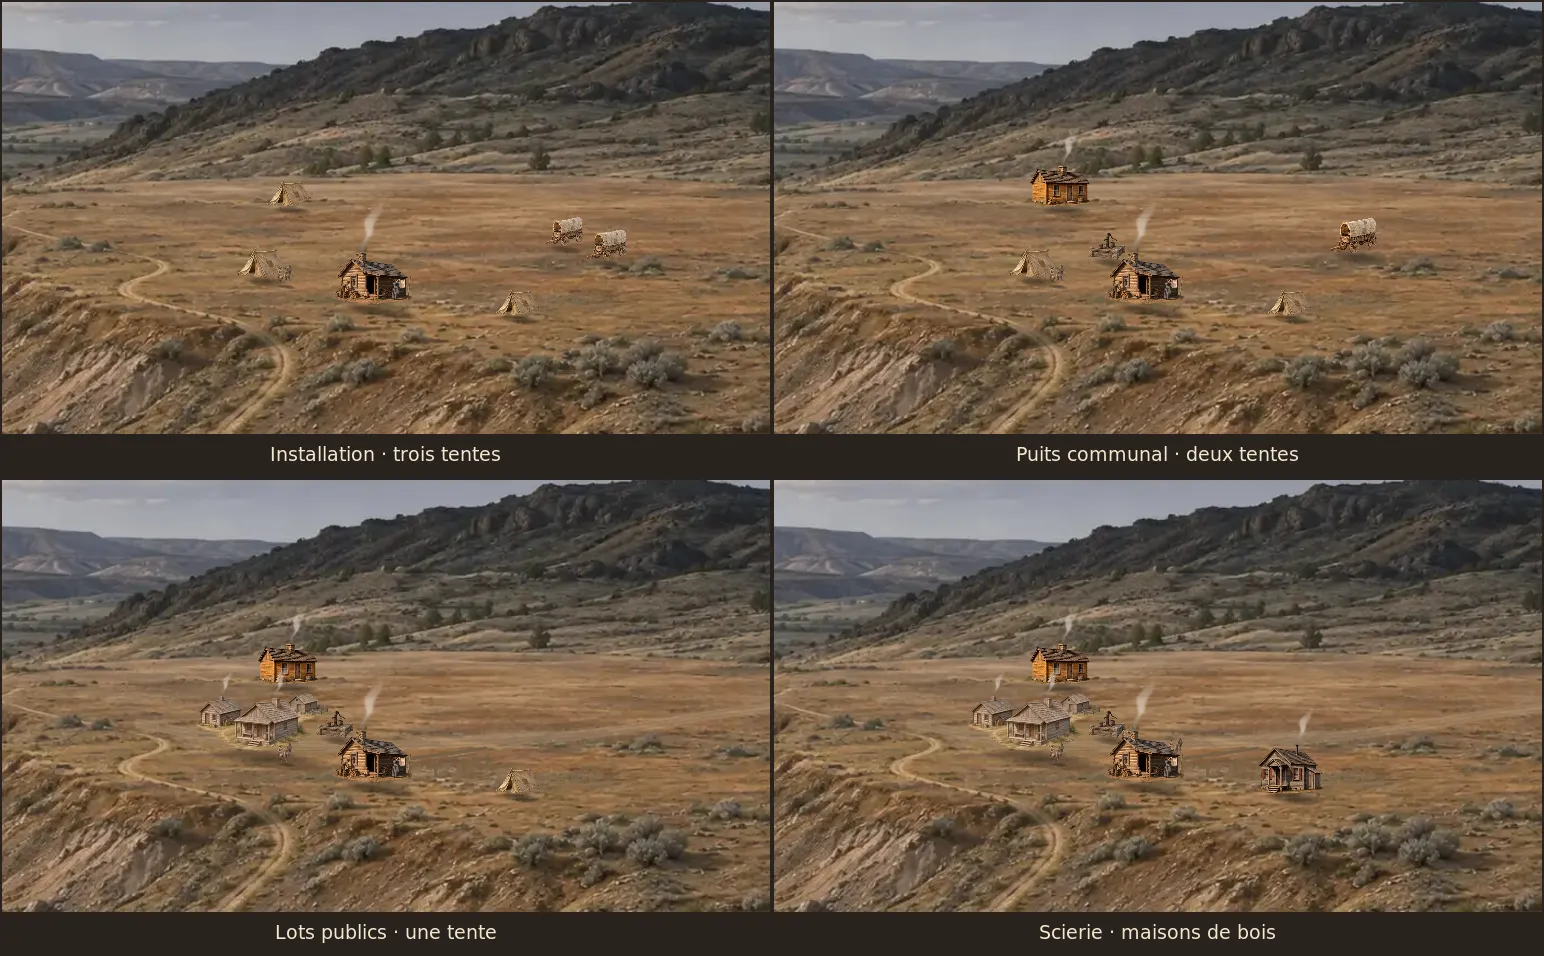 Installation · trois tentes
Puits communal · deux tentes
Lots publics · une tente
Scierie · maisons de bois